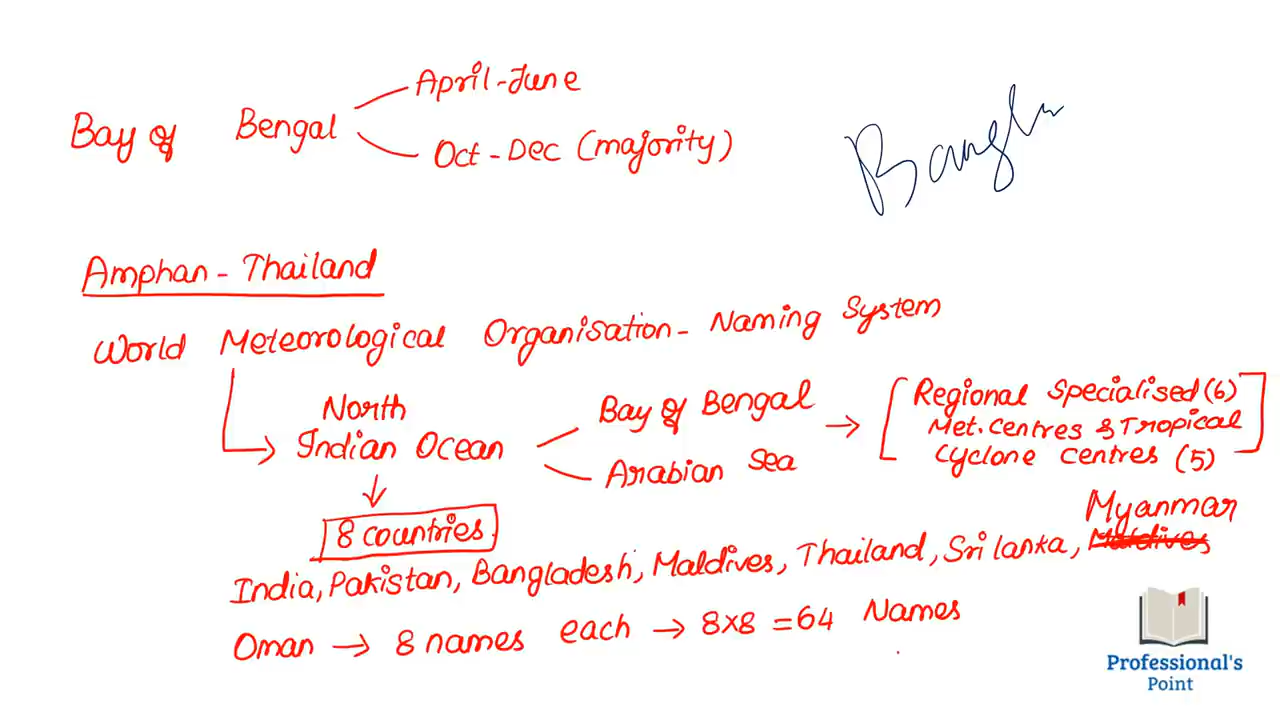 April-June
Bay of Bengal
Oct-Dec (majority)
Amphan - Thailand
World Meteorological Organisation - Naming System
North
Indian Ocean
Bay of Bengal
Arabian Sea
Regional Specialised (6)
Met. Centres & Tropical
Cyclone Centres (5)
8 countries.
Myanmar
India, Pakistan, Bangladesh, Maldives, Thailand, Sri lanka, Maldives
Oman → 8 names each → 8x8 = 64 Names
Professional's
Point